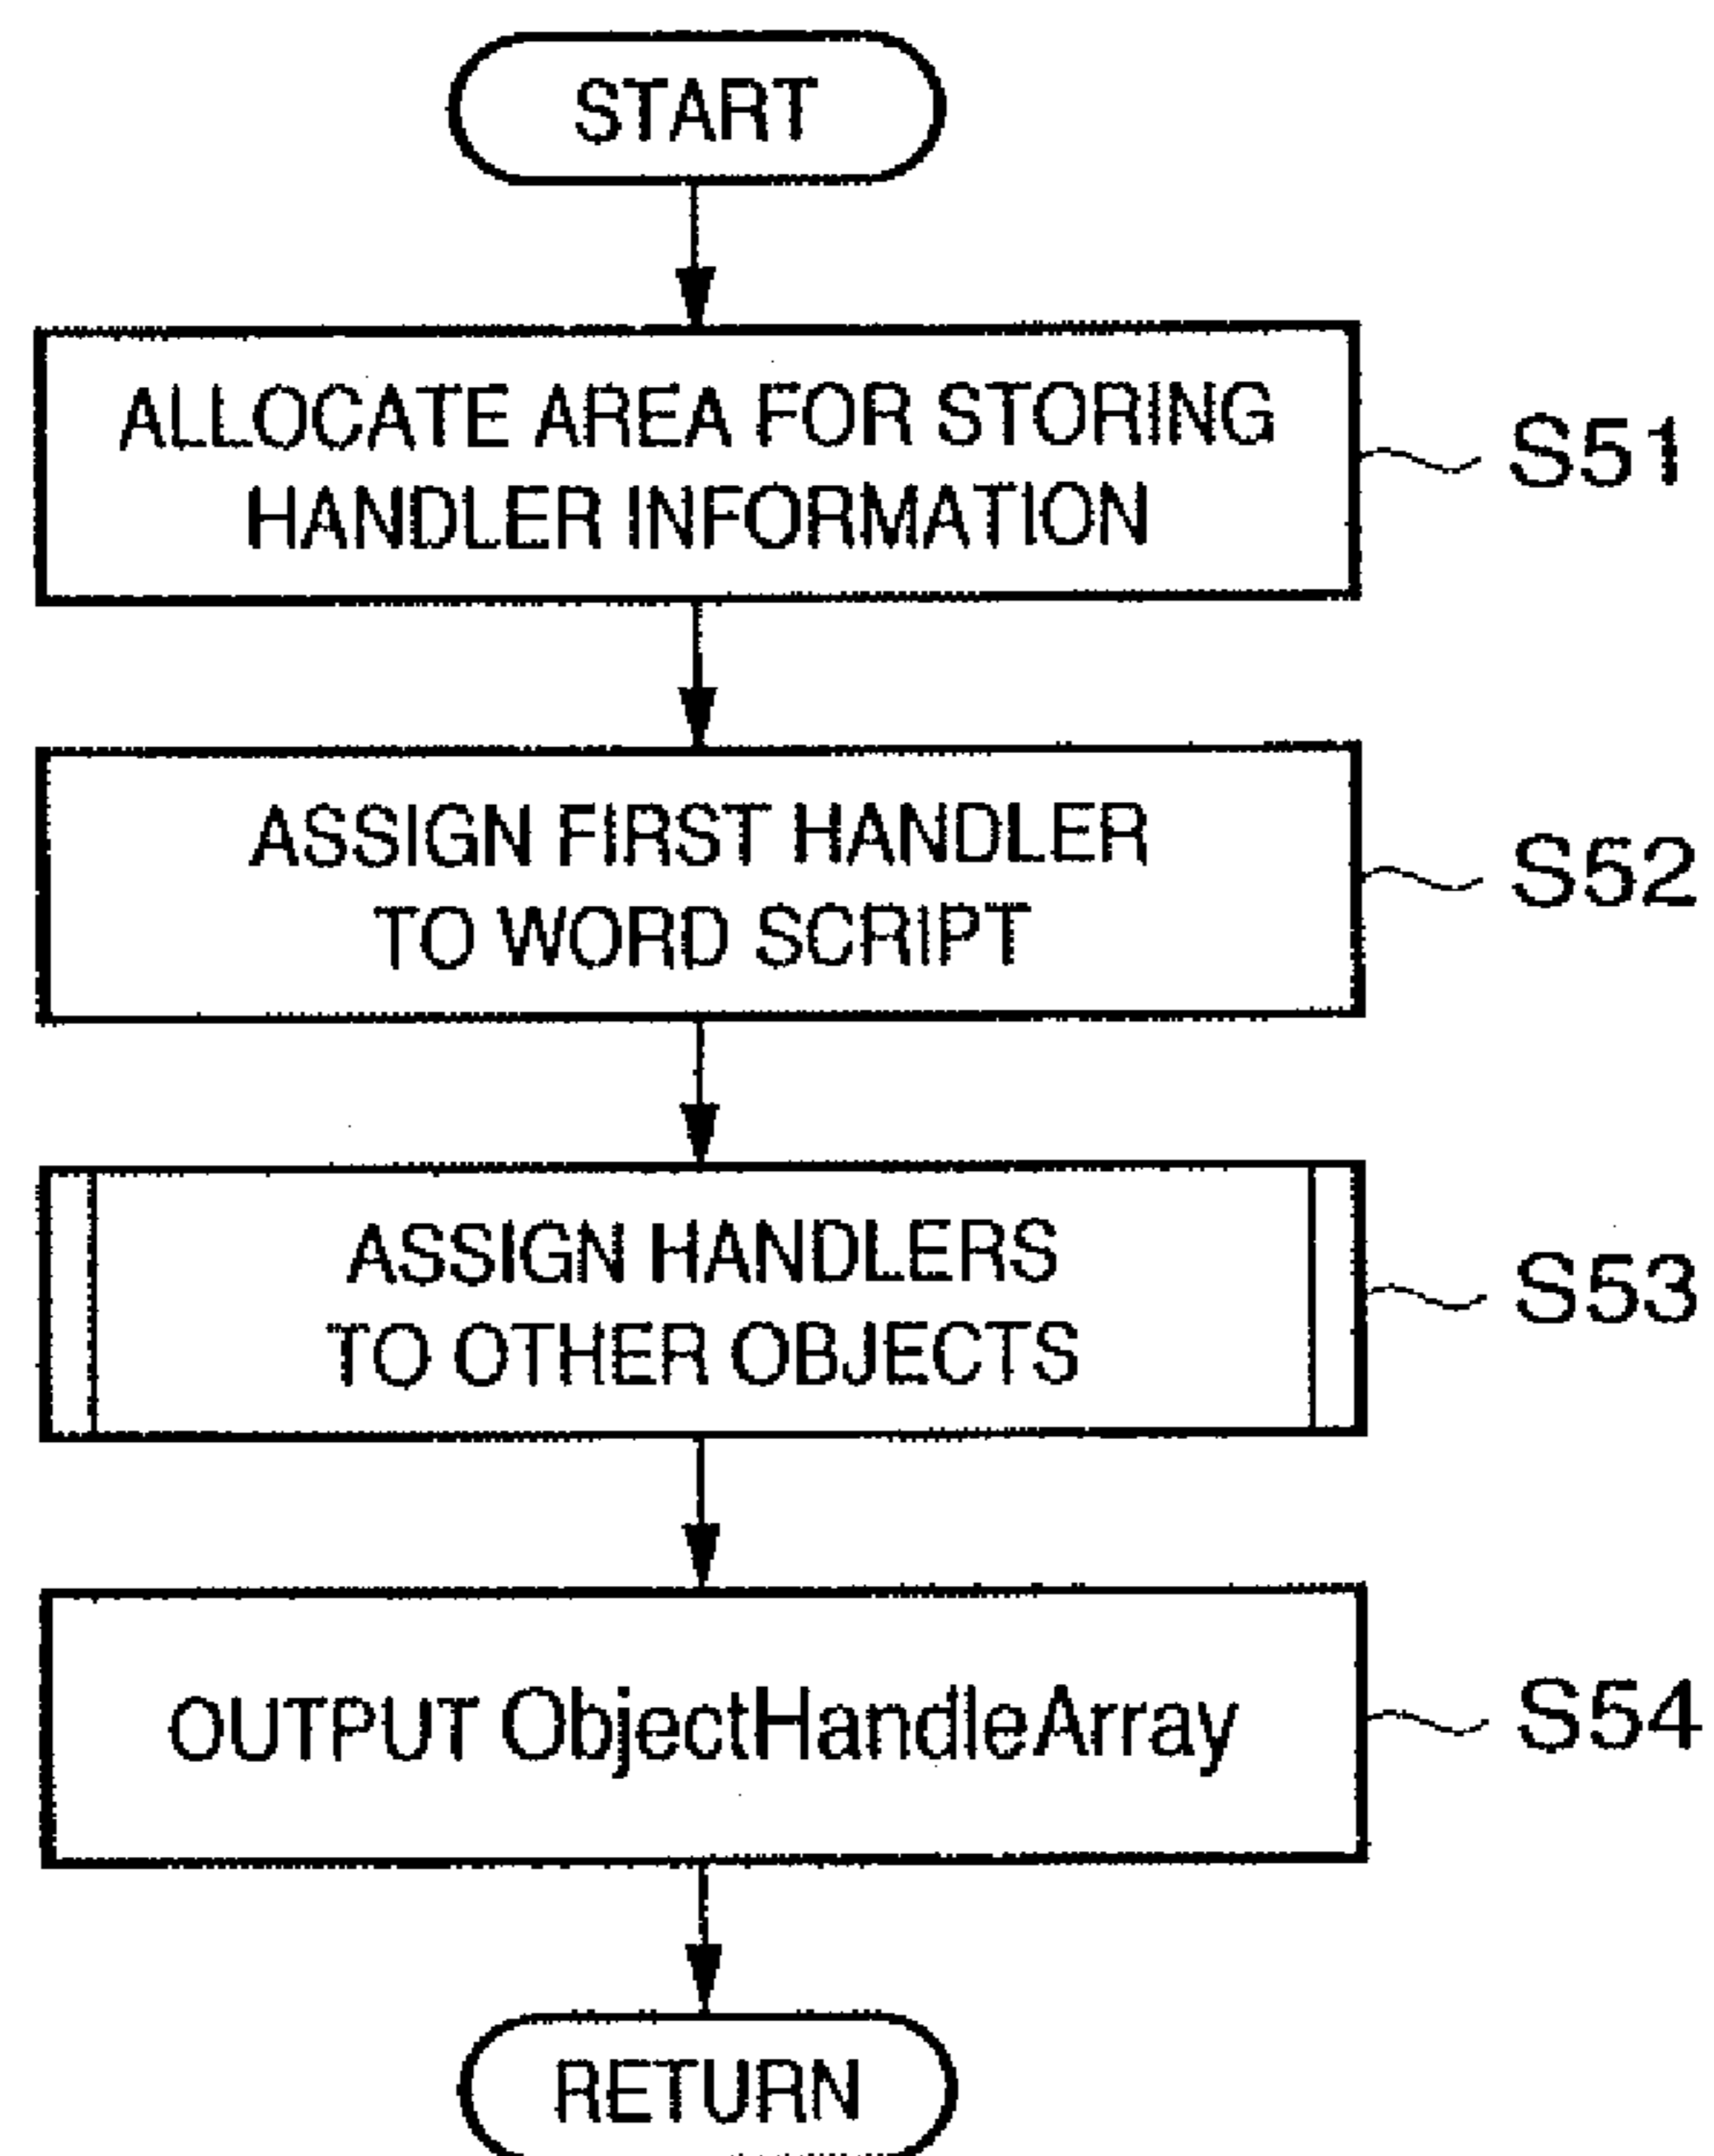 START
ALLOCATE AREA FOR STORING
HANDLER INFORMATION
S51
ASSIGN FIRST HANDLER
TO WORD SCRIPT
S52
ASSIGN HANDLERS
TO OTHER OBJECTS
S53
OUTPUT ObjectHandleArray
S54
RETURN